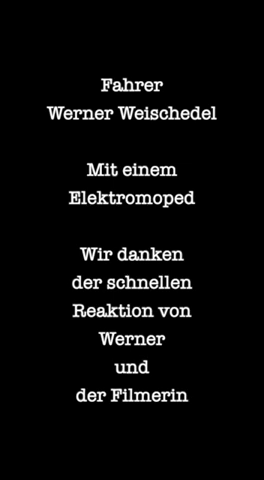 Fahrer
Werner Weischedel
Mit einem
Elektromoped
Wir danken
der schnellen
Reaktion von
Werner
und
der Filmerin